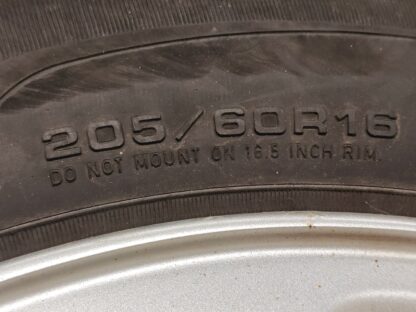 205/60R16
DO NOT MOUNT ON 16.5 INCH RIM